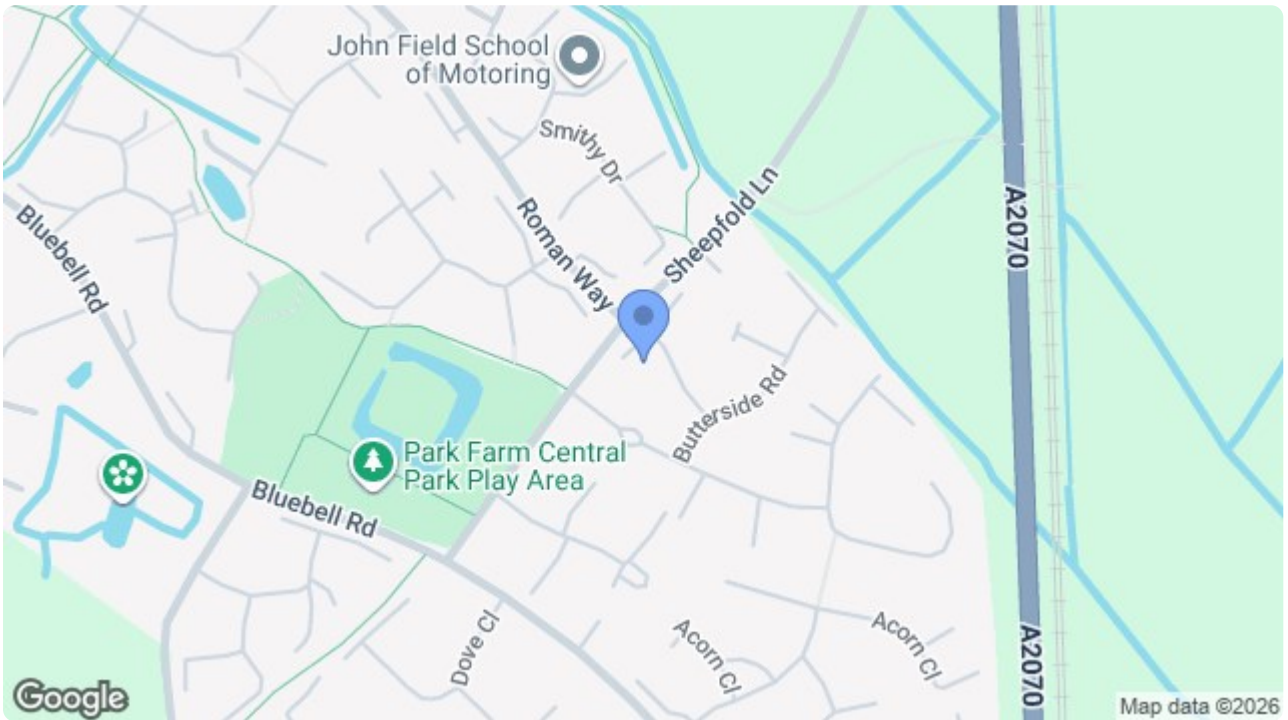 John Field School
of Motoring
Smithy Dr
Sheepfold Ln
Roman Way
A2070
Bluebell Rd
Butterside Rd
Park Farm Central
Park Play Area
Bluebell Rd
Dove Cl
Acorn Cl
Acorn Cl
A2070
Google
Map data ©2026